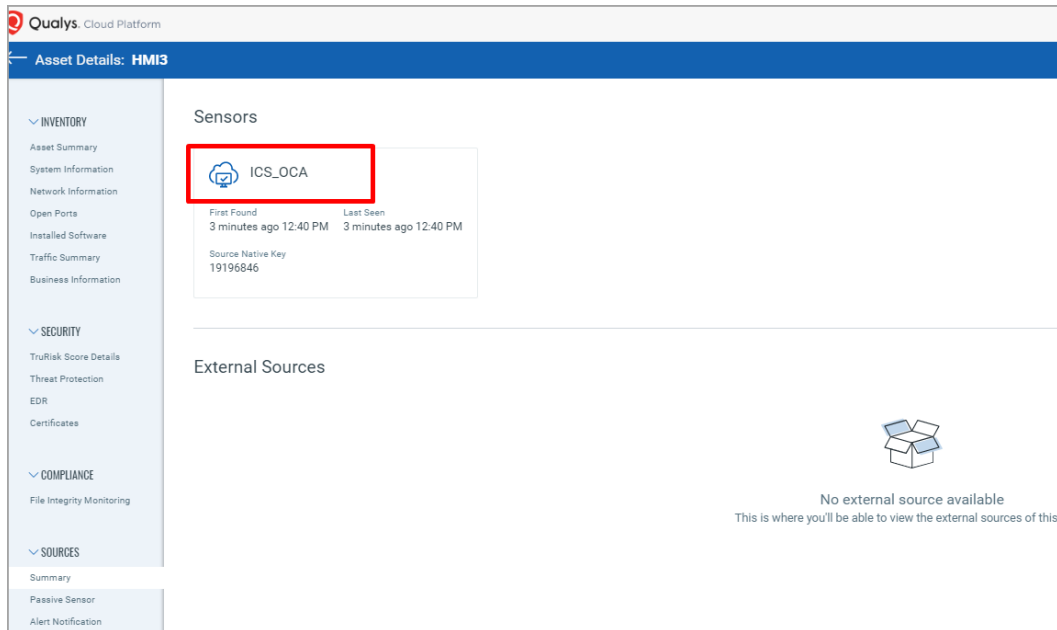 Qualys. Cloud Platform
Asset Details: HMI3
INVENTORY
Asset Summary
System Information
Network Information
Open Ports
Installed Software
Traffic Summary
Business Information
SECURITY
TruRisk Score Details
Threat Protection
EDR
Certificates
COMPLIANCE
File Integrity Monitoring
SOURCES
Summary
Passive Sensor
Alert Notification
Sensors
ICS_OCA
First Found
3 minutes ago 12:40 PM
Last Seen
3 minutes ago 12:40 PM
Source Native Key
19196846
External Sources
No external source available
This is where you'll be able to view the external sources of this